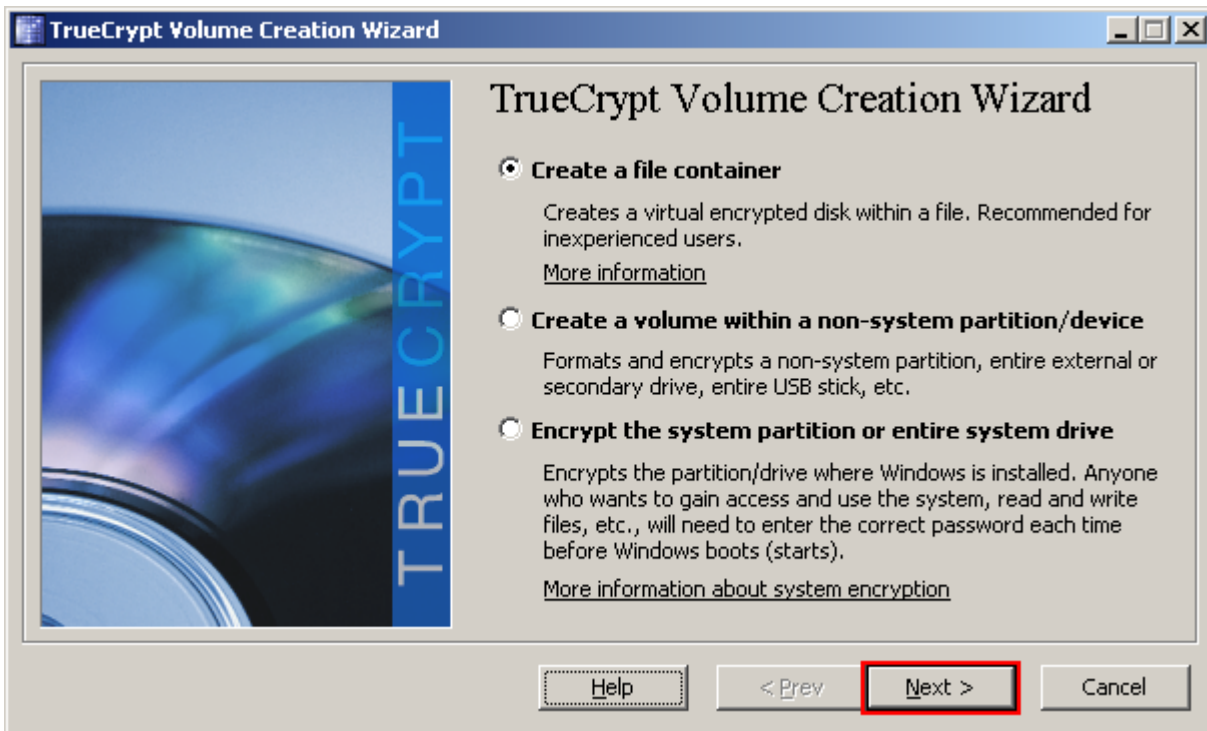 TrueCrypt Volume Creation Wizard
TRUECRYPT
TrueCrypt Volume Creation Wizard
Create a file container
Creates a virtual encrypted disk within a file. Recommended for
inexperienced users.
More information
Create a volume within a non-system partition/device
Formats and encrypts a non-system partition, entire external or
secondary drive, entire USB stick, etc.
Encrypt the system partition or entire system drive
Encrypts the partition/drive where Windows is installed. Anyone
who wants to gain access and use the system, read and write
files, etc., will need to enter the correct password each time
before Windows boots (starts).
More information about system encryption
Help < Prev Next > Cancel